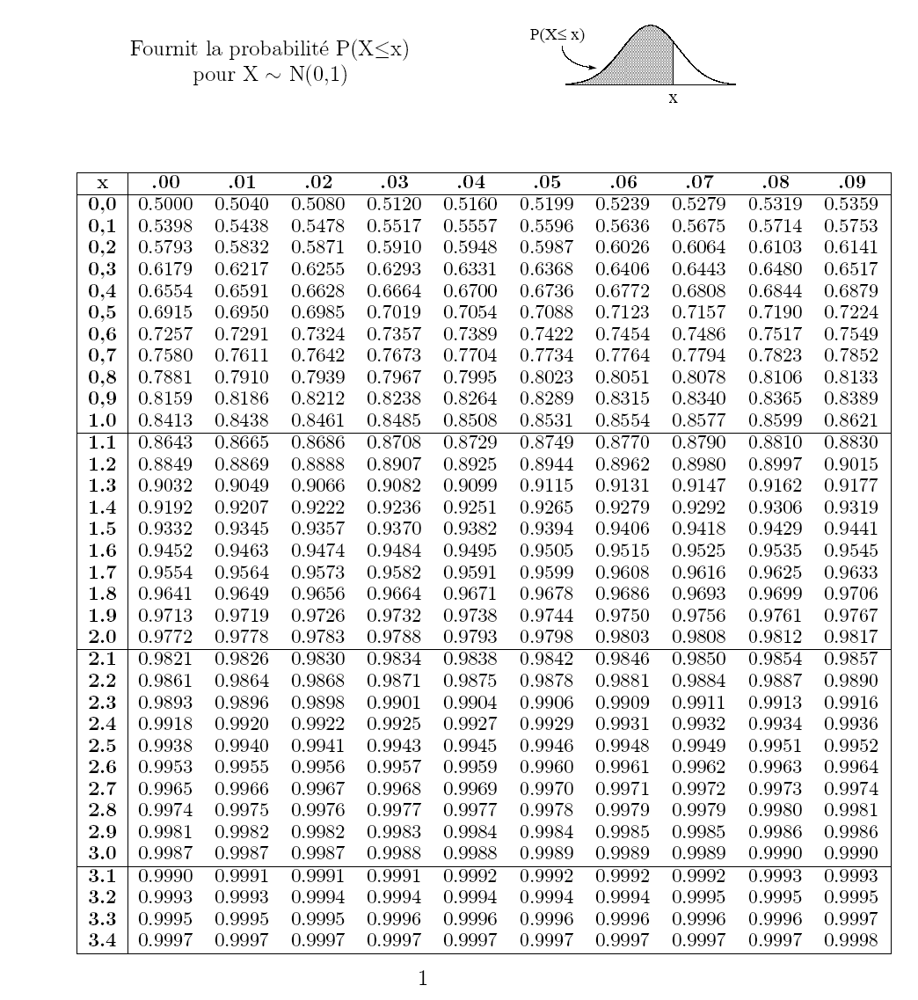 Fournit la probabilité P(X≤x)
pour X ∼ N(0,1)
P(X≤ x)
x
x .00 .01 .02 .03 .04 .05 .06 .07 .08 .09
0,0 0.5000 0.5040 0.5080 0.5120 0.5160 0.5199 0.5239 0.5279 0.5319 0.5359
0,1 0.5398 0.5438 0.5478 0.5517 0.5557 0.5596 0.5636 0.5675 0.5714 0.5753
0,2 0.5793 0.5832 0.5871 0.5910 0.5948 0.5987 0.6026 0.6064 0.6103 0.6141
0,3 0.6179 0.6217 0.6255 0.6293 0.6331 0.6368 0.6406 0.6443 0.6480 0.6517
0,4 0.6554 0.6591 0.6628 0.6664 0.6700 0.6736 0.6772 0.6808 0.6844 0.6879
0,5 0.6915 0.6950 0.6985 0.7019 0.7054 0.7088 0.7123 0.7157 0.7190 0.7224
0,6 0.7257 0.7291 0.7324 0.7357 0.7389 0.7422 0.7454 0.7486 0.7517 0.7549
0,7 0.7580 0.7611 0.7642 0.7673 0.7704 0.7734 0.7764 0.7794 0.7823 0.7852
0,8 0.7881 0.7910 0.7939 0.7967 0.7995 0.8023 0.8051 0.8078 0.8106 0.8133
0,9 0.8159 0.8186 0.8212 0.8238 0.8264 0.8289 0.8315 0.8340 0.8365 0.8389
1.0 0.8413 0.8438 0.8461 0.8485 0.8508 0.8531 0.8554 0.8577 0.8599 0.8621
1.1 0.8643 0.8665 0.8686 0.8708 0.8729 0.8749 0.8770 0.8790 0.8810 0.8830
1.2 0.8849 0.8869 0.8888 0.8907 0.8925 0.8944 0.8962 0.8980 0.8997 0.9015
1.3 0.9032 0.9049 0.9066 0.9082 0.9099 0.9115 0.9131 0.9147 0.9162 0.9177
1.4 0.9192 0.9207 0.9222 0.9236 0.9251 0.9265 0.9279 0.9292 0.9306 0.9319
1.5 0.9332 0.9345 0.9357 0.9370 0.9382 0.9394 0.9406 0.9418 0.9429 0.9441
1.6 0.9452 0.9463 0.9474 0.9484 0.9495 0.9505 0.9515 0.9525 0.9535 0.9545
1.7 0.9554 0.9564 0.9573 0.9582 0.9591 0.9599 0.9608 0.9616 0.9625 0.9633
1.8 0.9641 0.9649 0.9656 0.9664 0.9671 0.9678 0.9686 0.9693 0.9699 0.9706
1.9 0.9713 0.9719 0.9726 0.9732 0.9738 0.9744 0.9750 0.9756 0.9761 0.9767
2.0 0.9772 0.9778 0.9783 0.9788 0.9793 0.9798 0.9803 0.9808 0.9812 0.9817
2.1 0.9821 0.9826 0.9830 0.9834 0.9838 0.9842 0.9846 0.9850 0.9854 0.9857
2.2 0.9861 0.9864 0.9868 0.9871 0.9875 0.9878 0.9881 0.9884 0.9887 0.9890
2.3 0.9893 0.9896 0.9898 0.9901 0.9904 0.9906 0.9909 0.9911 0.9913 0.9916
2.4 0.9918 0.9920 0.9922 0.9925 0.9927 0.9929 0.9931 0.9932 0.9934 0.9936
2.5 0.9938 0.9940 0.9941 0.9943 0.9945 0.9946 0.9948 0.9949 0.9951 0.9952
2.6 0.9953 0.9955 0.9956 0.9957 0.9959 0.9960 0.9961 0.9962 0.9963 0.9964
2.7 0.9965 0.9966 0.9967 0.9968 0.9969 0.9970 0.9971 0.9972 0.9973 0.9974
2.8 0.9974 0.9975 0.9976 0.9977 0.9977 0.9978 0.9979 0.9979 0.9980 0.9981
2.9 0.9981 0.9982 0.9982 0.9983 0.9984 0.9984 0.9985 0.9985 0.9986 0.9986
3.0 0.9987 0.9987 0.9987 0.9988 0.9988 0.9989 0.9989 0.9989 0.9990 0.9990
3.1 0.9990 0.9991 0.9991 0.9991 0.9992 0.9992 0.9992 0.9992 0.9993 0.9993
3.2 0.9993 0.9993 0.9994 0.9994 0.9994 0.9994 0.9994 0.9995 0.9995 0.9995
3.3 0.9995 0.9995 0.9995 0.9996 0.9996 0.9996 0.9996 0.9996 0.9996 0.9997
3.4 0.9997 0.9997 0.9997 0.9997 0.9997 0.9997 0.9997 0.9997 0.9997 0.9998
1